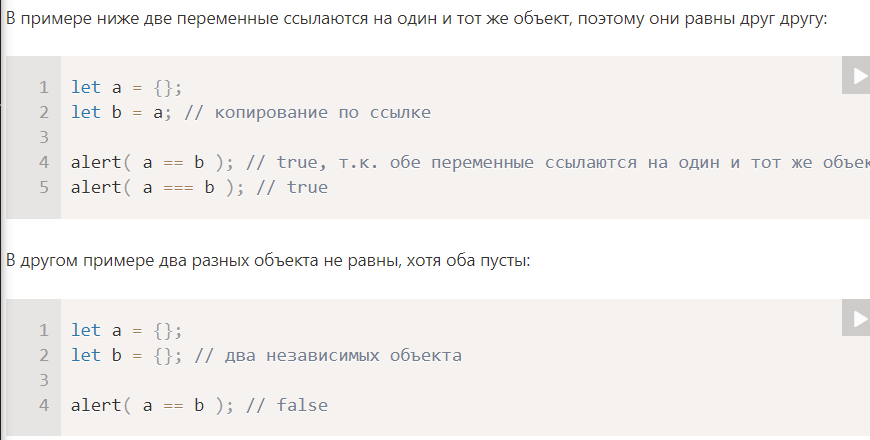 В примере ниже две переменные ссылаются на один и тот же объект, поэтому они равны друг другу:
1 let a = {};
2 let b = a; // копирование по ссылке
3
4 alert( a == b ); // true, т.к. обе переменные ссылаются на один и тот же объек
5 alert( a === b ); // true
В другом примере два разных объекта не равны, хотя оба пусты:
1 let a = {};
2 let b = {}; // два независимых объекта
3
4 alert( a == b ); // false